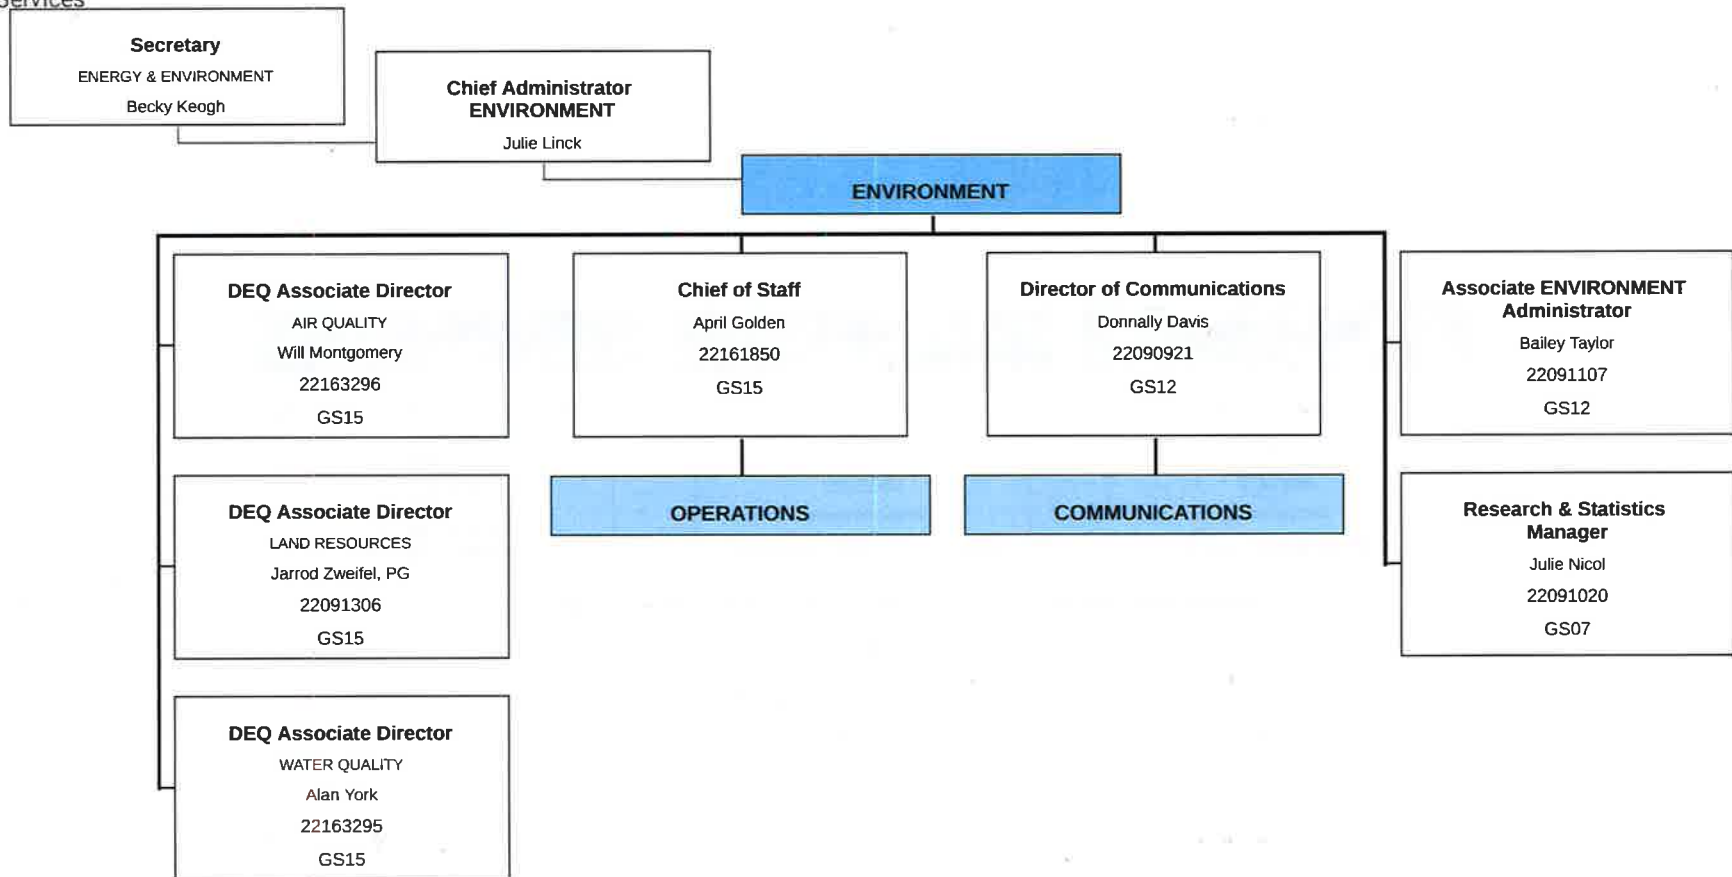 Services
Secretary
ENERGY & ENVIRONMENT
Becky Keogh
Chief Administrator
ENVIRONMENT
Julie Linck
ENVIRONMENT
DEQ Associate Director
AIR QUALITY
Will Montgomery
22163296
GS15
Chief of Staff
April Golden
22161850
GS15
Director of Communications
Donnally Davis
22090921
GS12
Associate ENVIRONMENT
Administrator
Bailey Taylor
22091107
GS12
DEQ Associate Director
LAND RESOURCES
Jarrod Zweifel, PG
22091306
GS15
OPERATIONS
COMMUNICATIONS
Research & Statistics
Manager
Julie Nicol
22091020
GS07
DEQ Associate Director
WATER QUALITY
Alan York
22163295
GS15